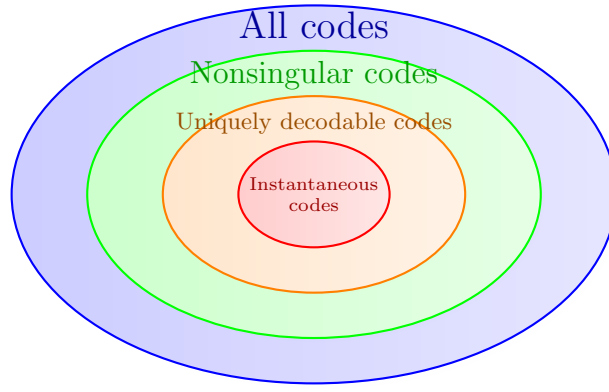 All codes
Nonsingular codes
Uniquely decodable codes
Instantaneous
codes